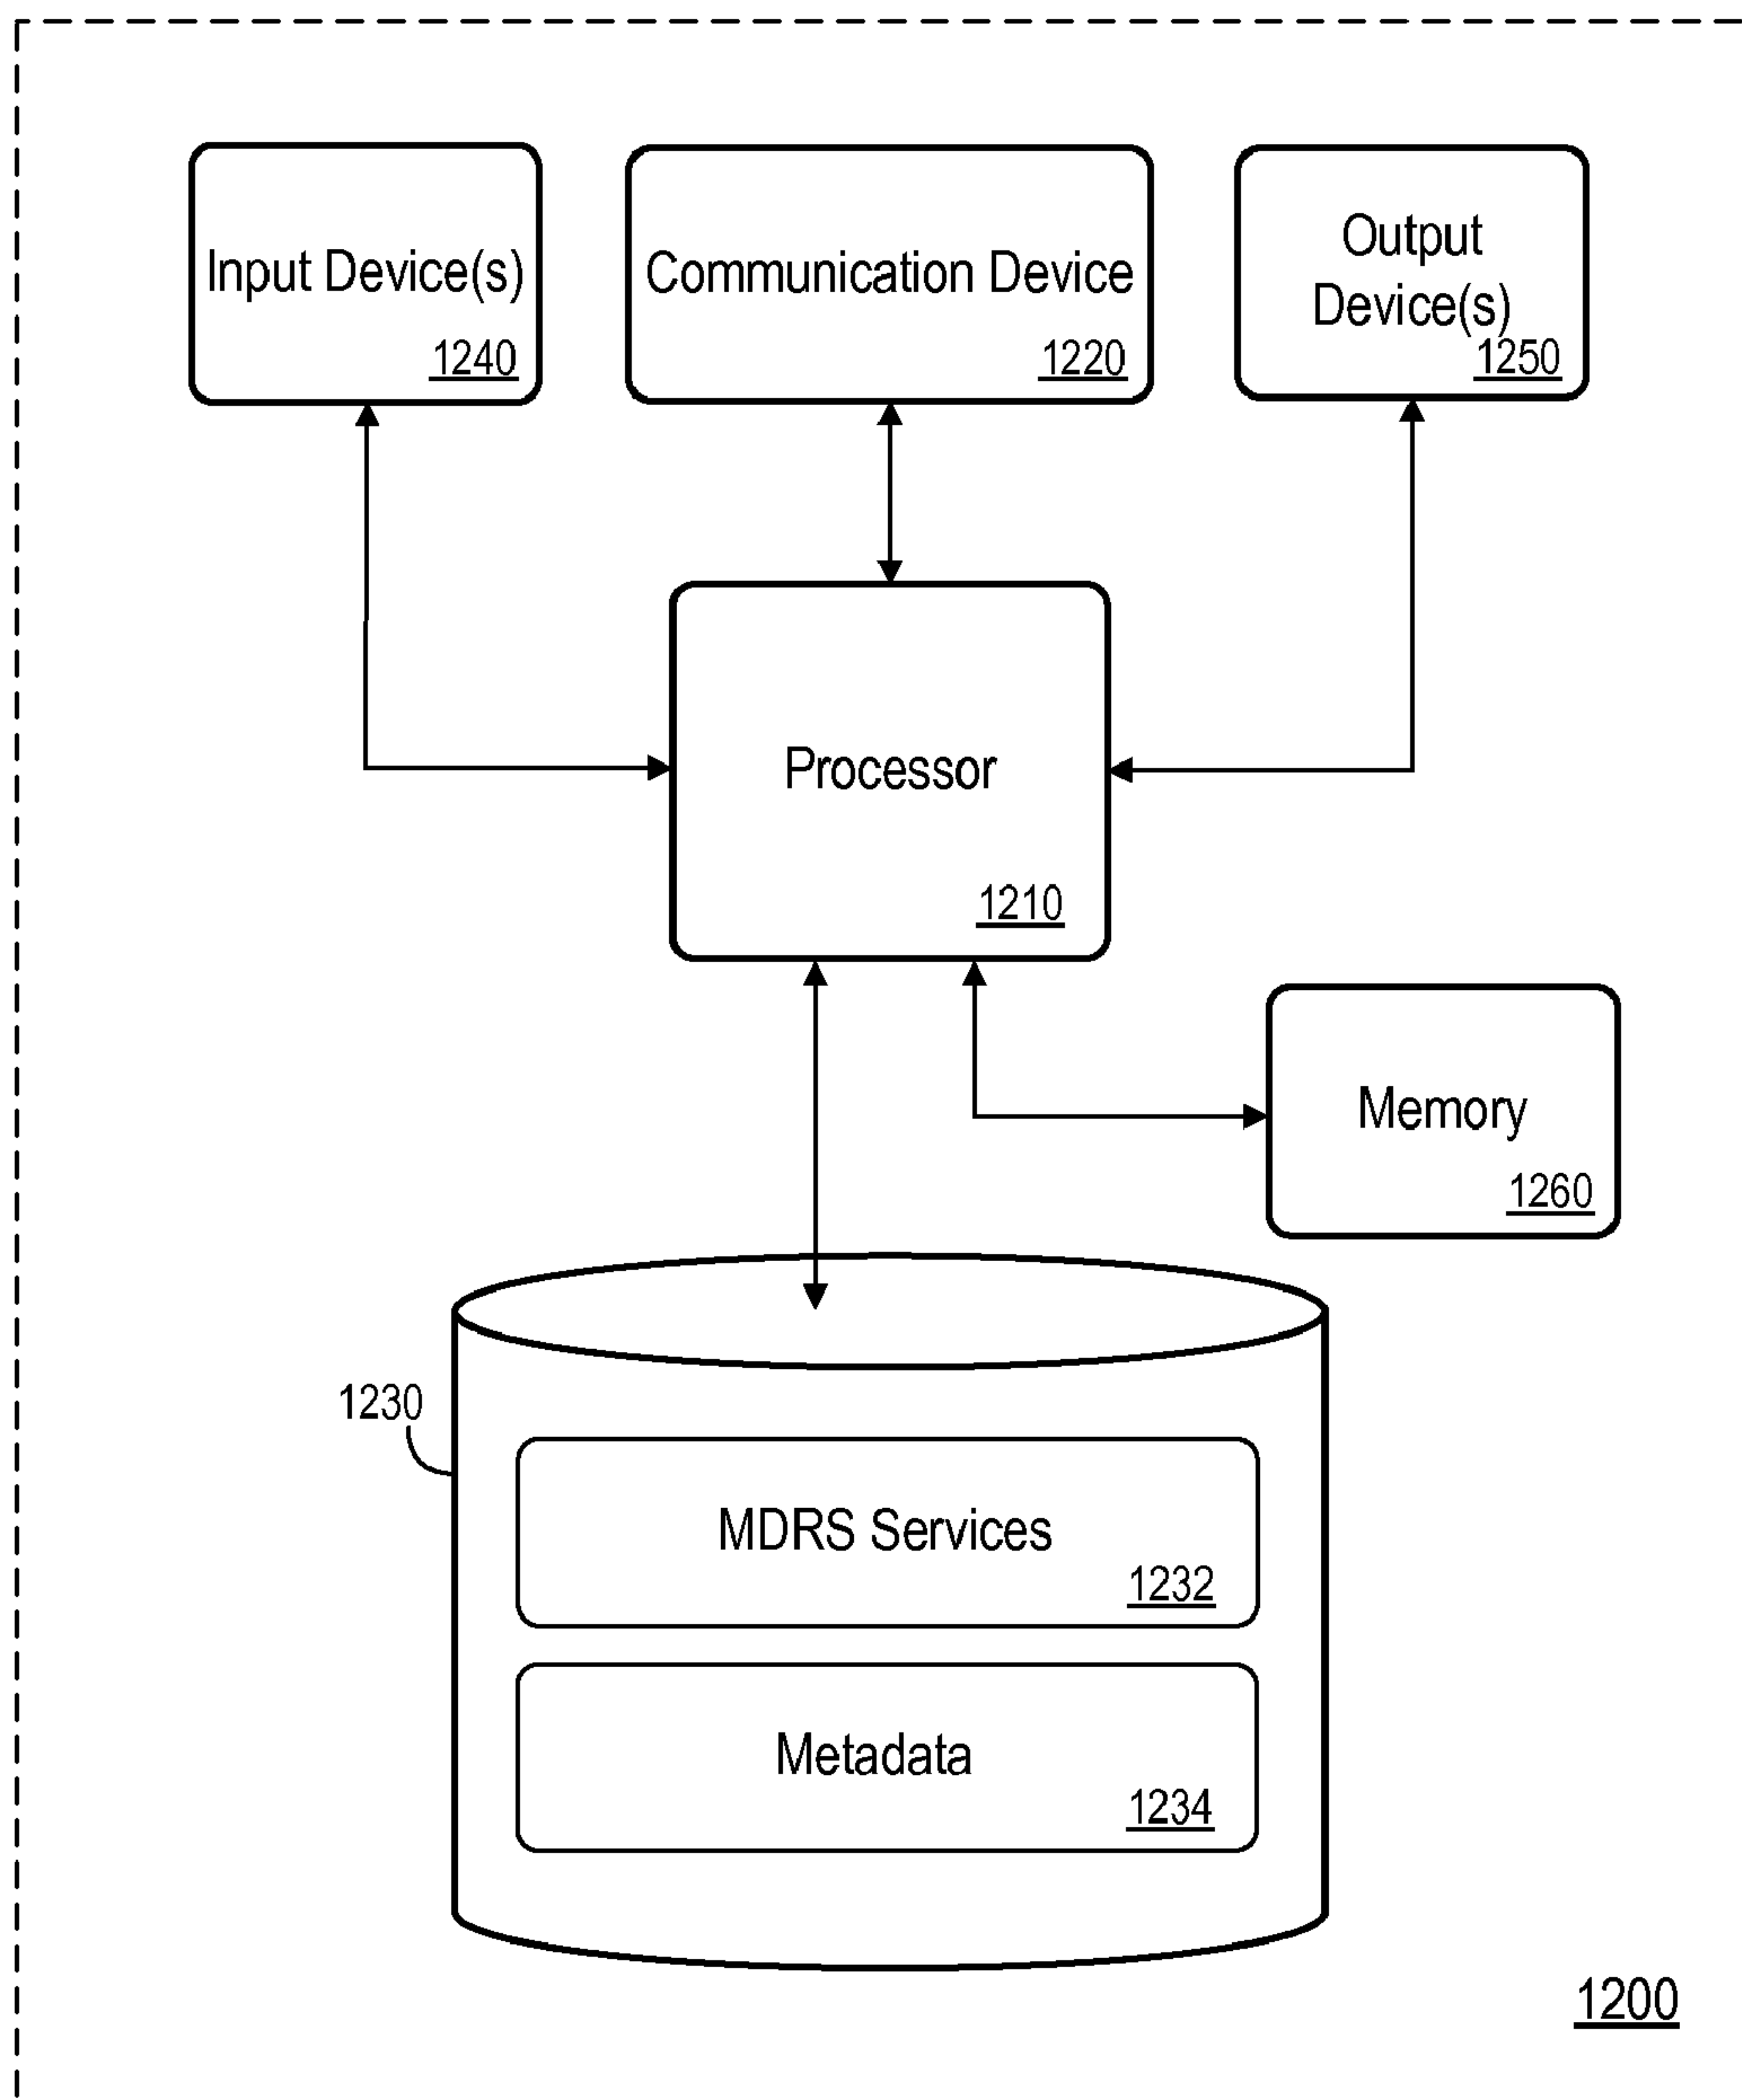 Input Device(s)
1240
Communication Device
1220
Output
Device(s)
1250
Processor
1210
Memory
1260
1230
MDRS Services
1232
Metadata
1234
1200